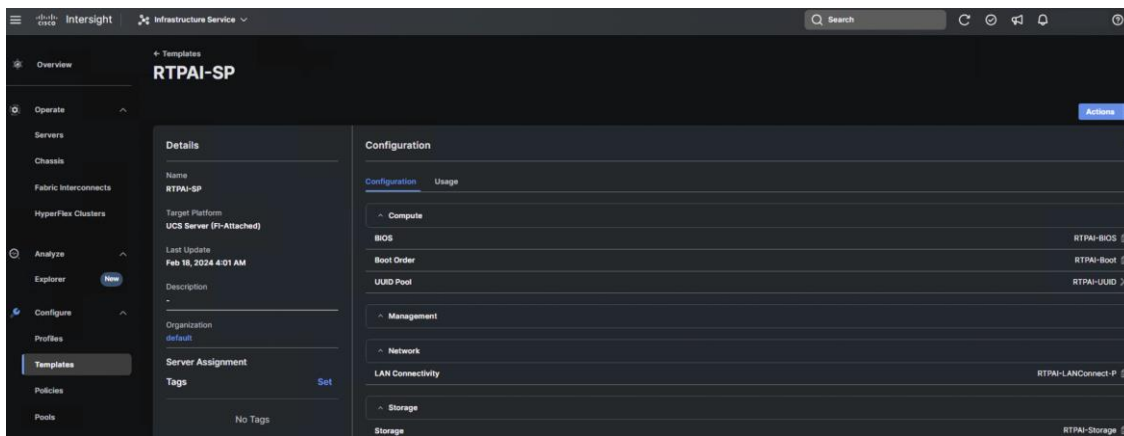 cisco Intersight
Infrastructure Service
Search
Overview
Operate
Servers
Chassis
Fabric Interconnects
HyperFlex Clusters
Analyze
Explorer New
Configure
Profiles
Templates
Policies
Pools
← Templates
RTPAI-SP
Actions
Details
Name
RTPAI-SP
Target Platform
UCS Server (FI-Attached)
Last Update
Feb 18, 2024 4:01 AM
Description
-
Organization
default
Server Assignment
Tags Set
No Tags
Configuration
Configuration Usage
Compute
BIOS RTPAI-BIOS
Boot Order RTPAI-Boot
UUID Pool RTPAI-UUID
Management
Network
LAN Connectivity RTPAI-LANConnect-P
Storage
Storage RTPAI-Storage